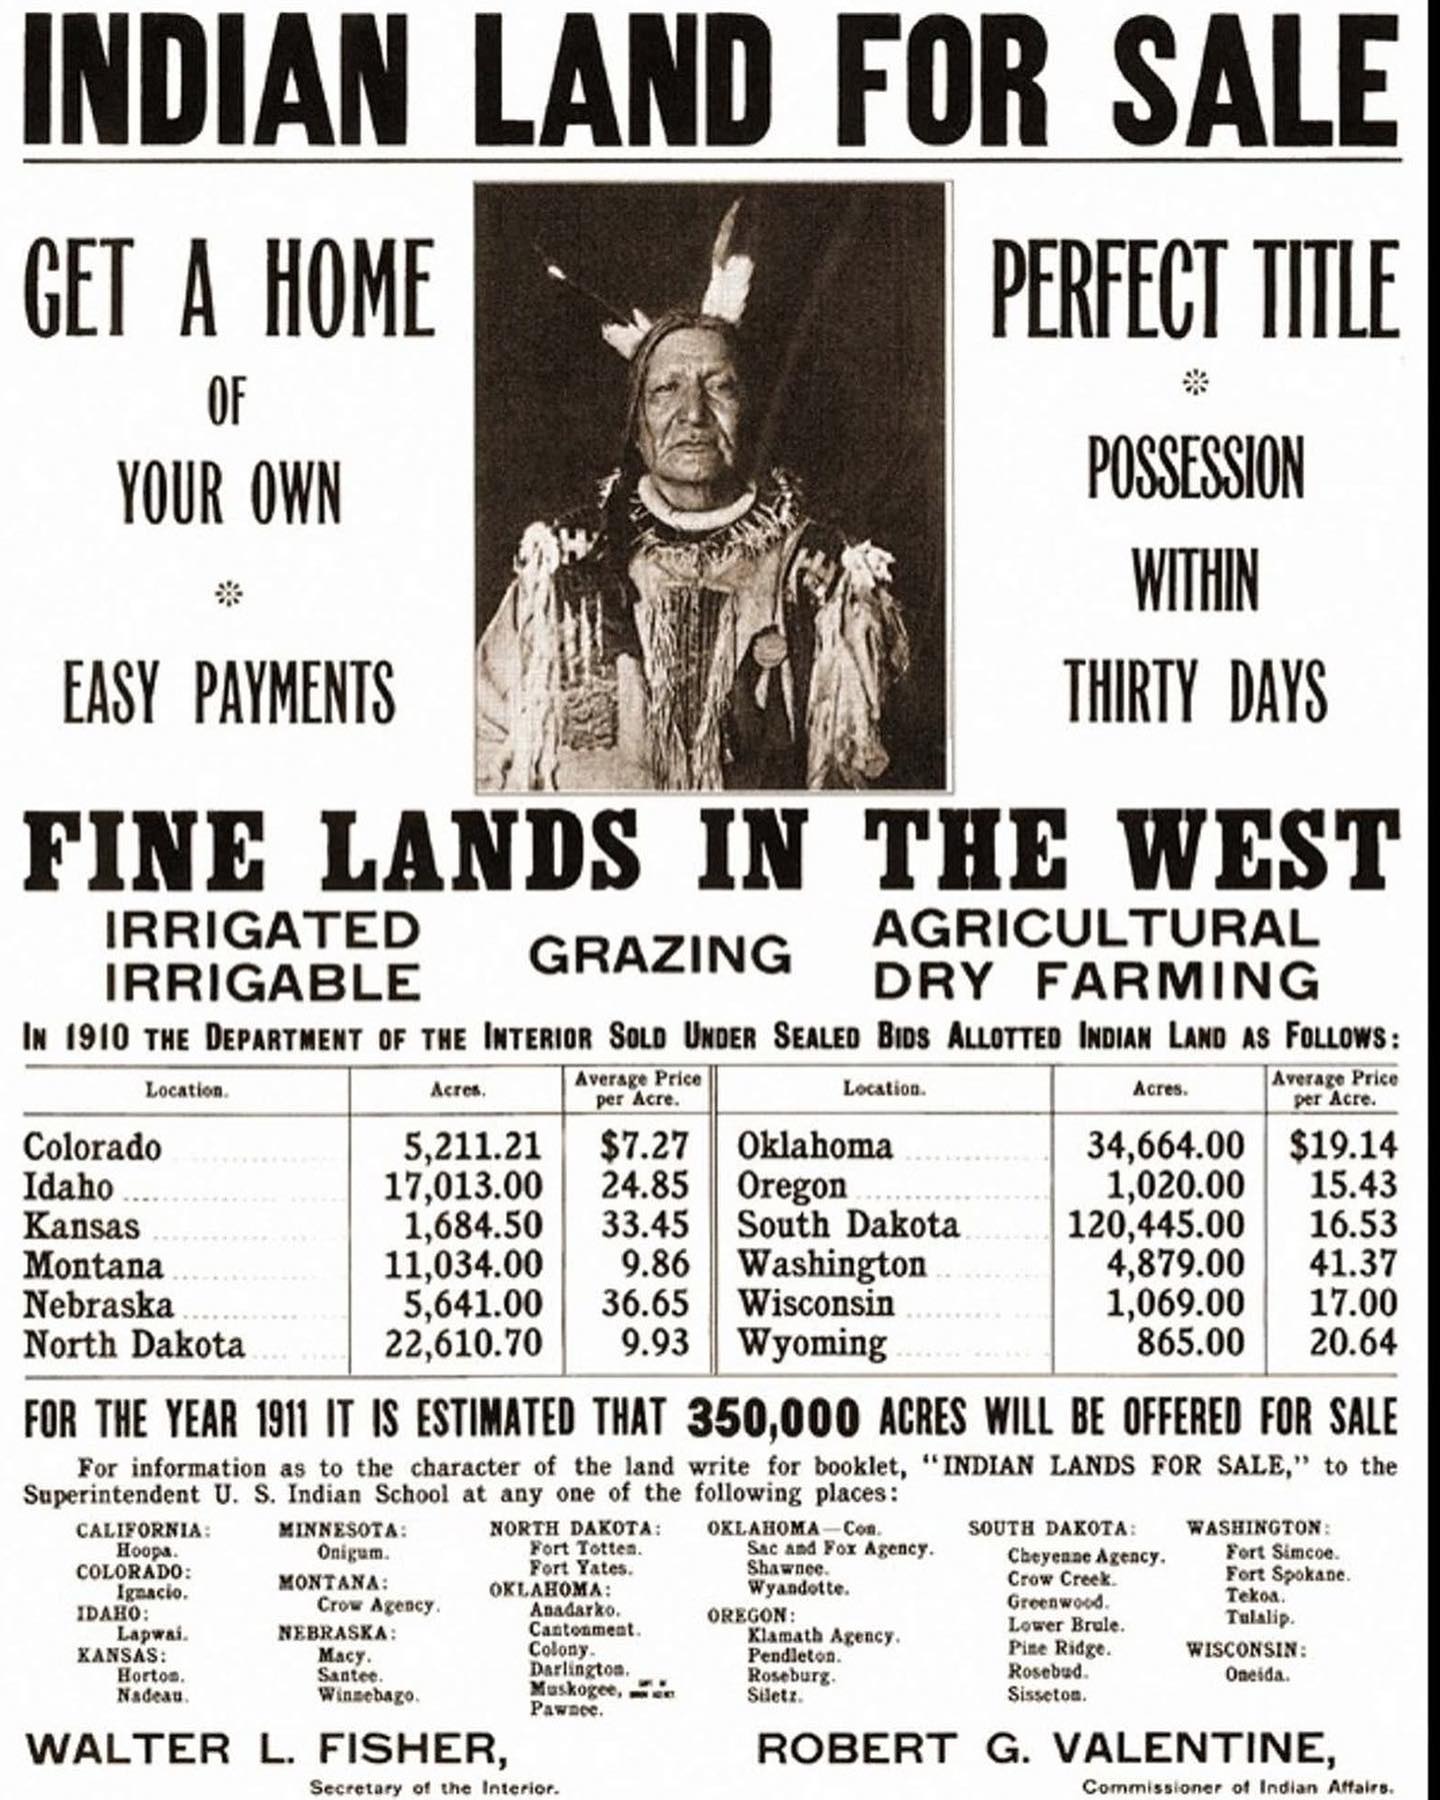 INDIAN LAND FOR SALE
GET A HOME
OF
YOUR OWN
EASY PAYMENTS
PERFECT TITLE
POSSESSION
WITHIN
THIRTY DAYS
FINE LANDS IN THE WEST
IRRIGATED
IRRIGABLE
GRAZING
AGRICULTURAL
DRY FARMING
IN 1910 THE DEPARTMENT OF THE INTERIOR SOLD UNDER SEALED BIDS ALLOTTED INDIAN LAND AS FOLLOWS:
Location. Acres. Average Price per Acre. Location. Acres. Average Price per Acre.
Colorado 5,211.21 $7.27 Oklahoma 34,664.00 $19.14
Idaho 17,013.00 24.85 Oregon 1,020.00 15.43
Kansas 1,684.50 33.45 South Dakota 120,445.00 16.53
Montana 11,034.00 9.86 Washington 4,879.00 41.37
Nebraska 5,641.00 36.65 Wisconsin 1,069.00 17.00
North Dakota 22,610.70 9.93 Wyoming 865.00 20.64
FOR THE YEAR 1911 IT IS ESTIMATED THAT 350,000 ACRES WILL BE OFFERED FOR SALE
For information as to the character of the land write for booklet, "INDIAN LANDS FOR SALE," to the
Superintendent U. S. Indian School at any one of the following places:
CALIFORNIA:
Hoopa.
COLORADO:
Ignacio.
IDAHO:
Lapwai.
KANSAS:
Horton.
Nadeau.
MINNESOTA:
Onigum.
MONTANA:
Crow Agency.
NEBRASKA:
Macy.
Santee.
Winnebago.
NORTH DAKOTA:
Fort Totten.
Fort Yates.
OKLAHOMA:
Anadarko.
Cantonment.
Colony.
Darlington.
Muskogee,
Pawnee.
OKLAHOMA—Con.
Sac and Fox Agency.
Shawnee.
Wyandotte.
OREGON:
Klamath Agency.
Pendleton.
Roseburg.
Siletz.
SOUTH DAKOTA:
Cheyenne Agency.
Crow Creek.
Greenwood.
Lower Brule.
Pine Ridge.
Rosebud.
Sisseton.
WASHINGTON:
Fort Simcoe.
Fort Spokane.
Tekoa.
Tulalip.
WISCONSIN:
Oneida.
WALTER L. FISHER,
Secretary of the Interior.
ROBERT G. VALENTINE,
Commissioner of Indian Affairs.